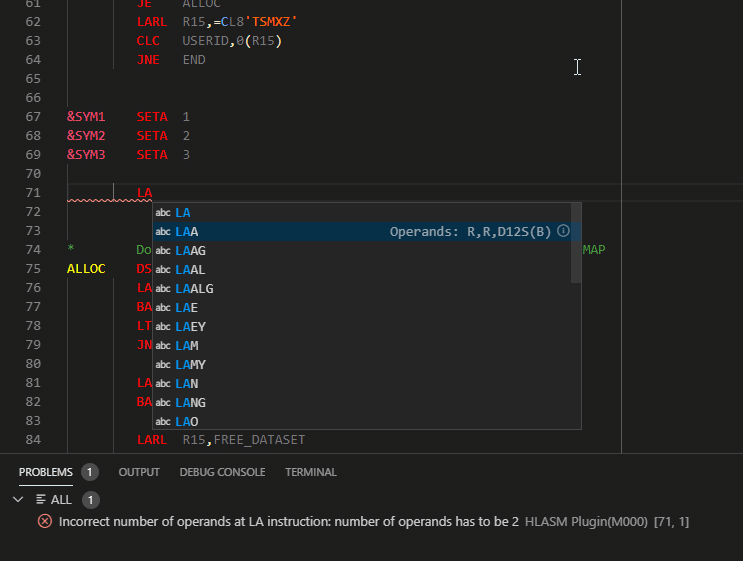 61 JE ALLOC
62 LARL R15,=CL8'TSMXZ'
63 CLC USERID,0(R15)
64 JNE END
65
66
67 &SYM1 SETA 1
68 &SYM2 SETA 2
69 &SYM3 SETA 3
70
71 LA
72 abc LA
73 abc LAA Operands: R,R,D12S(B)
74 * Do abc LAAG MAP
75 ALLOC DS abc LAAL
76 LA abc LAALG
77 BA abc LAE
78 LT abc LAEY
79 JN abc LAM
80 abc LAMY
81 LA abc LAN
82 BA abc LANG
83 abc LAO
84 LARL R15,FREE_DATASET
PROBLEMS 1 OUTPUT DEBUG CONSOLE TERMINAL
ALL 1
Incorrect number of operands at LA instruction: number of operands has to be 2 HLASM Plugin(M000) [71, 1]